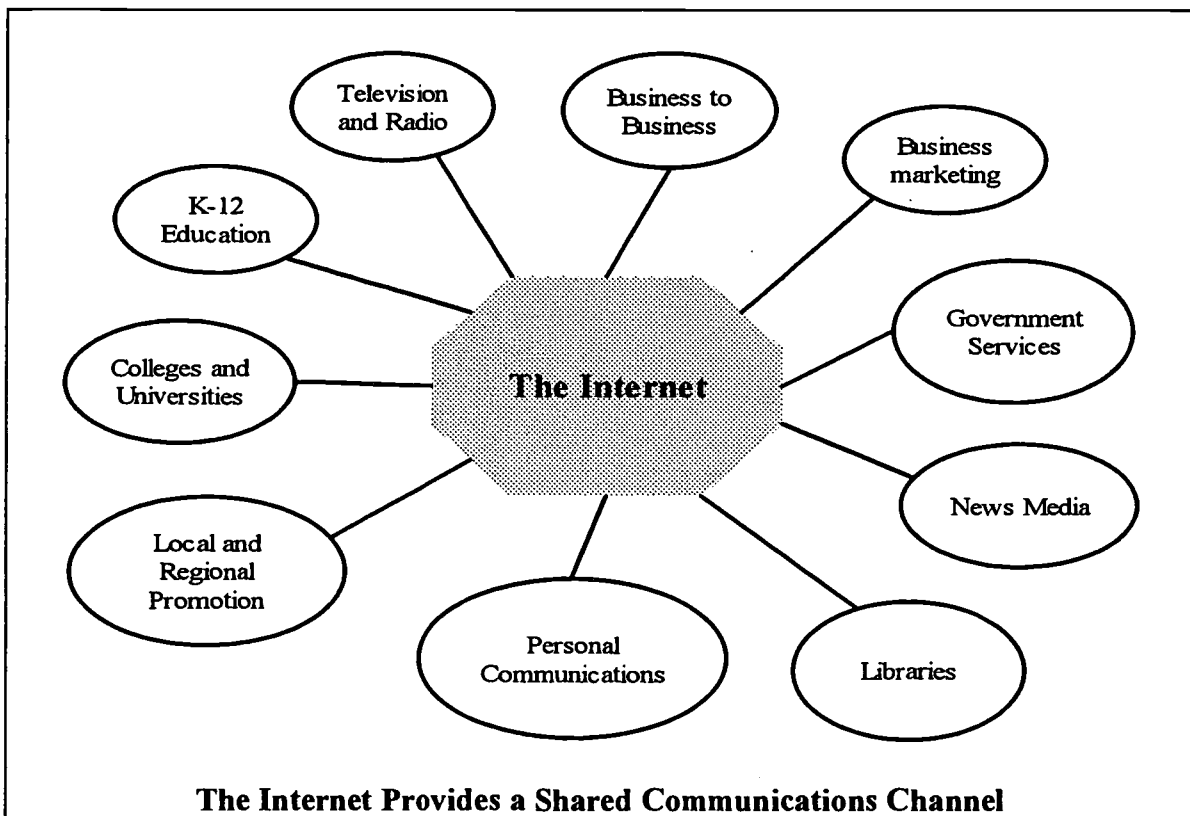 Television
and Radio
Business to
Business
Business
marketing
K-12
Education
Government
Services
Colleges and
Universities
The Internet
News Media
Local and
Regional
Promotion
Personal
Communications
Libraries
The Internet Provides a Shared Communications Channel